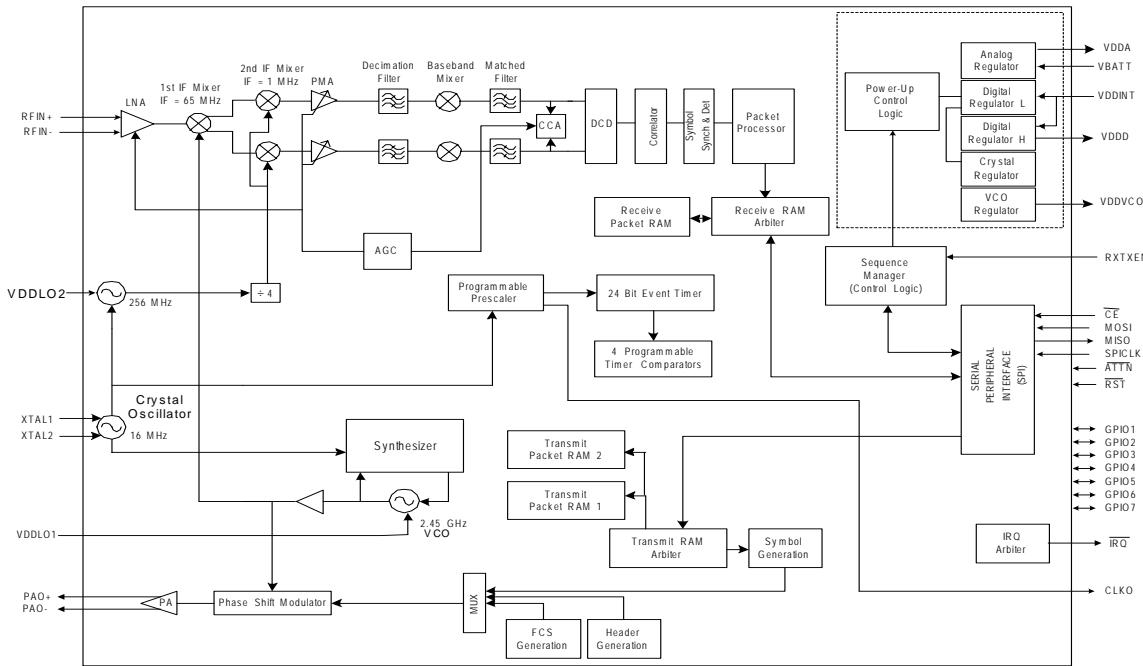 2nd IF Mixer
IF = 1 MHz
PMA
Decimation
Filter
Baseband
Mixer
Matched
Filter
1st IF Mixer
IF = 65 MHz
LNA
RFIN+
RFIN-
CCA
DCD
Correlator
Symbol
Synch & Det
Packet
Processor
Power-Up
Control
Logic
Analog
Regulator
Digital
Regulator L
Digital
Regulator H
Crystal
Regulator
VCO
Regulator
VDDA
VBATT
VDDINT
VDDD
VDDVCO
Receive
Packet RAM
Receive RAM
Arbiter
AGC
Sequence
Manager
(Control Logic)
VDDLO2
256 MHz
÷ 4
Programmable
Prescaler
24 Bit Event Timer
4 Programmable
Timer Comparators
SERIAL
PERIPHERAL
INTERFACE
(SPI)
CE
MOSI
MISO
SPICLK
ATTN
RST
Crystal
Oscillator
XTAL1
XTAL2
16 MHz
Synthesizer
2.45 GHz
VCO
VDDLO1
Transmit
Packet RAM 2
Transmit
Packet RAM 1
Transmit RAM
Arbiter
Symbol
Generation
GPIO1
GPIO2
GPIO3
GPIO4
GPIO5
GPIO6
GPIO7
IRQ
Arbiter
IRQ
CLKO
PAO+
PAO-
PA
Phase Shift Modulator
MUX
FCS
Generation
Header
Generation